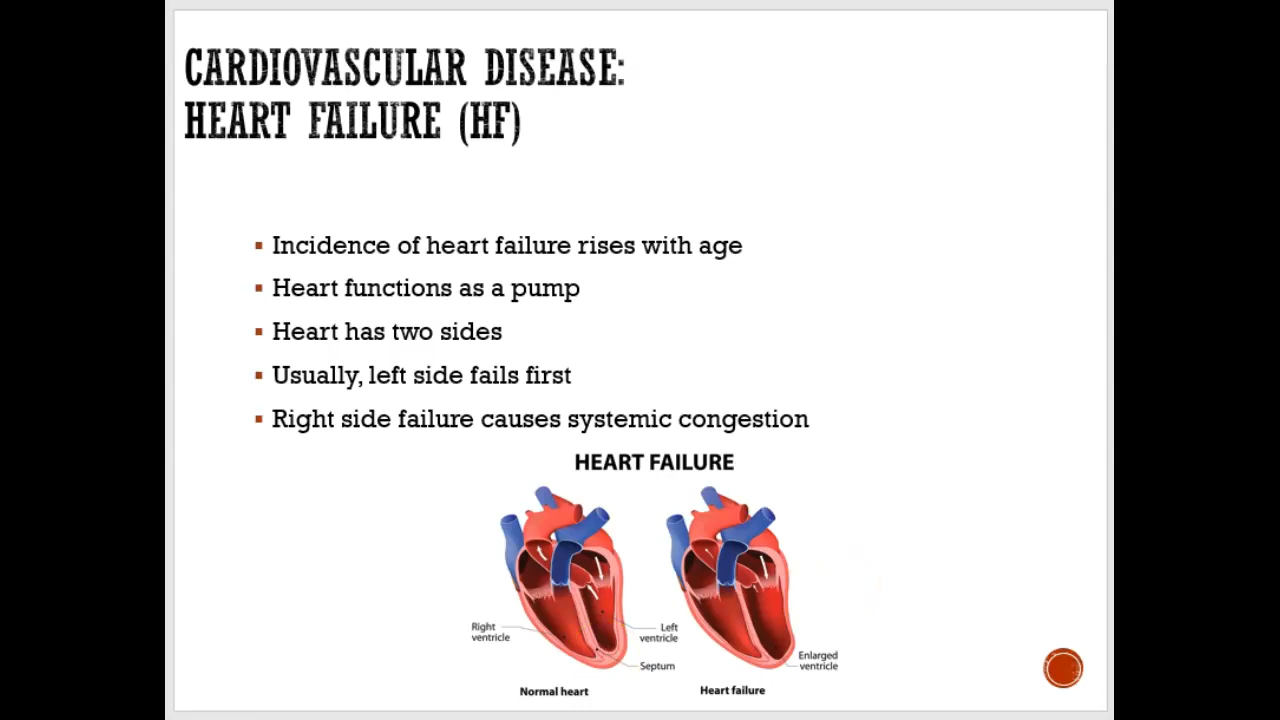 CARDIOVASCULAR DISEASE:
HEART FAILURE (HF)
▪ Incidence of heart failure rises with age
▪ Heart functions as a pump
▪ Heart has two sides
▪ Usually, left side fails first
▪ Right side failure causes systemic congestion
HEART FAILURE
Right
ventricle
Left
ventricle
Septum
Enlarged
ventricle
Normal heart
Heart failure